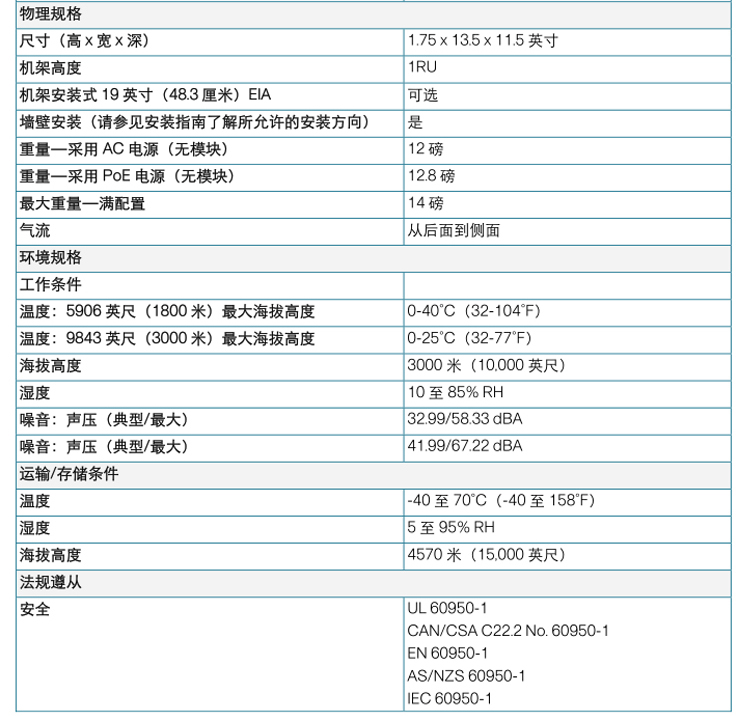 物理规格
尺寸（高 x 宽 x 深） 1.75 x 13.5 x 11.5 英寸
机架高度 1RU
机架安装式 19 英寸（48.3 厘米）EIA 可选
墙壁安装（请参见安装指南了解所允许的安装方向） 是
重量—采用 AC 电源（无模块） 12 磅
重量—采用 PoE 电源（无模块） 12.8 磅
最大重量—满配置 14 磅
气流 从后面到侧面
环境规格
工作条件
温度：5906 英尺（1800 米）最大海拔高度 0-40°C（32-104°F）
温度：9843 英尺（3000 米）最大海拔高度 0-25°C（32-77°F）
海拔高度 3000 米（10,000 英尺）
湿度 10 至 85% RH
噪音：声压（典型/最大） 32.99/58.33 dBA
噪音：声压（典型/最大） 41.99/67.22 dBA
运输/存储条件
温度 -40 至 70°C（-40 至 158°F）
湿度 5 至 95% RH
海拔高度 4570 米（15,000 英尺）
法规遵从
安全 UL 60950-1
CAN/CSA C22.2 No. 60950-1
EN 60950-1
AS/NZS 60950-1
IEC 60950-1